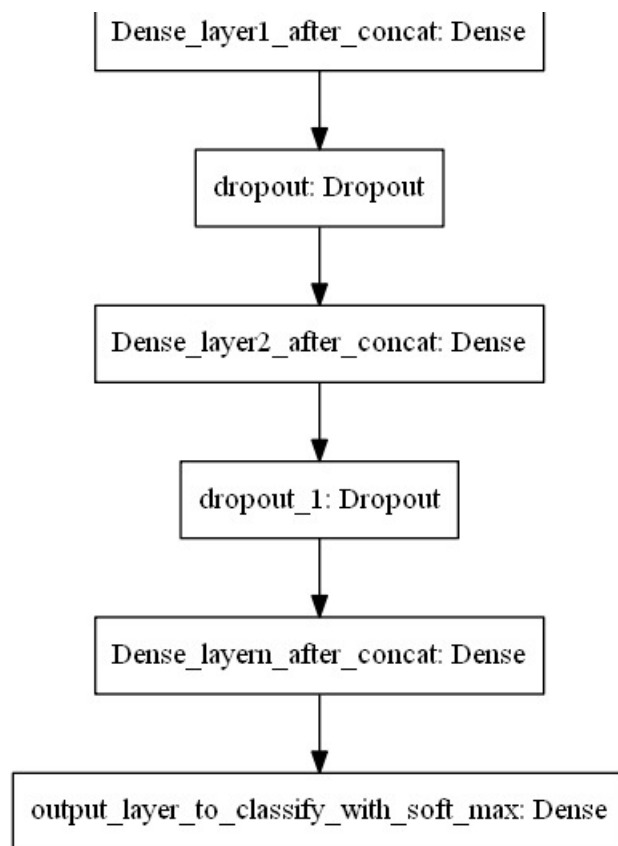 Dense_layer1_after_concat: Dense
dropout: Dropout
Dense_layer2_after_concat: Dense
dropout_1: Dropout
Dense_layern_after_concat: Dense
output_layer_to_classify_with_soft_max: Dense